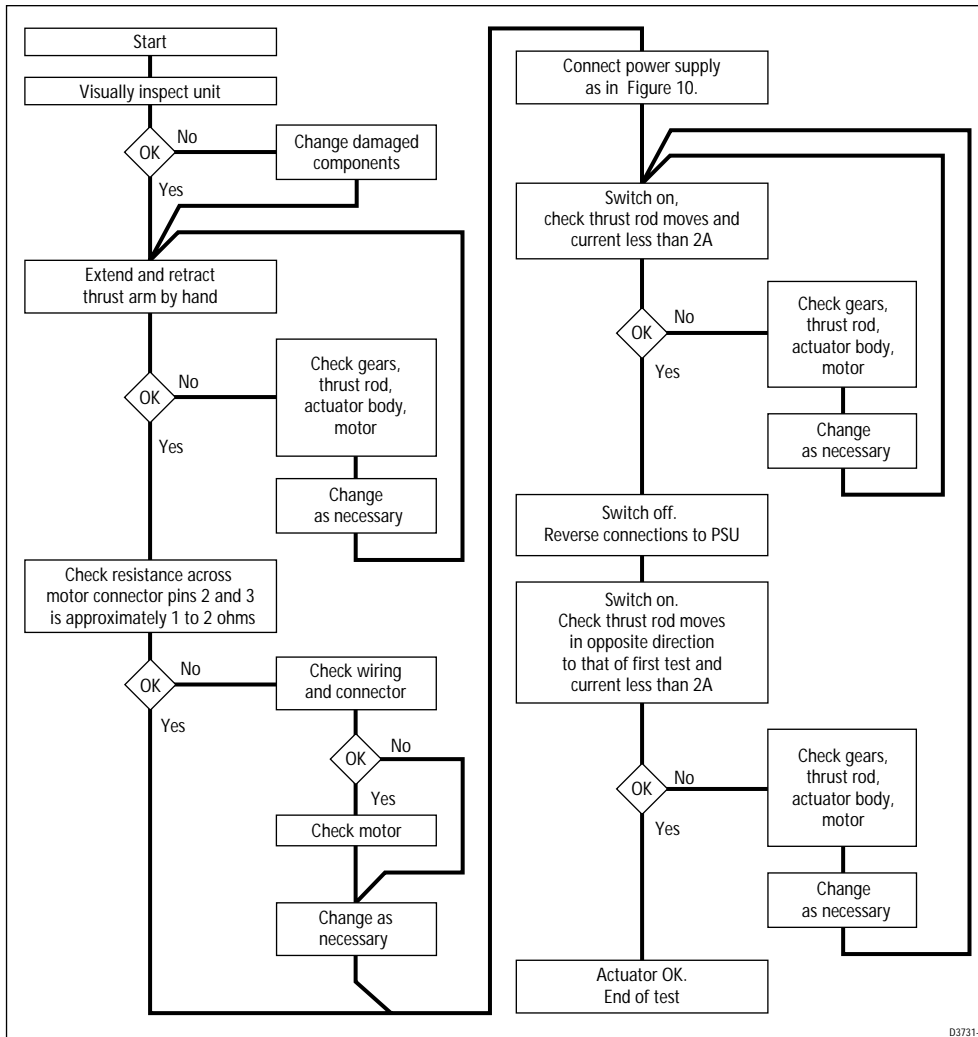 Start
Visually inspect unit
OK
No
Change damaged
components
Yes
Extend and retract
thrust arm by hand
OK
No
Check gears,
thrust rod,
actuator body,
motor
Yes
Change
as necessary
Check resistance across
motor connector pins 2 and 3
is approximately 1 to 2 ohms
OK
No
Check wiring
and connector
Yes
OK
No
Yes
Check motor
Change as
necessary
Connect power supply
as in Figure 10.
Switch on,
check thrust rod moves and
current less than 2A
OK
No
Check gears,
thrust rod,
actuator body,
motor
Yes
Change
as necessary
Switch off.
Reverse connections to PSU
Switch on.
Check thrust rod moves
in opposite direction
to that of first test and
current less than 2A
OK
No
Check gears,
thrust rod,
actuator body,
motor
Yes
Change
as necessary
Actuator OK.
End of test
D3731-